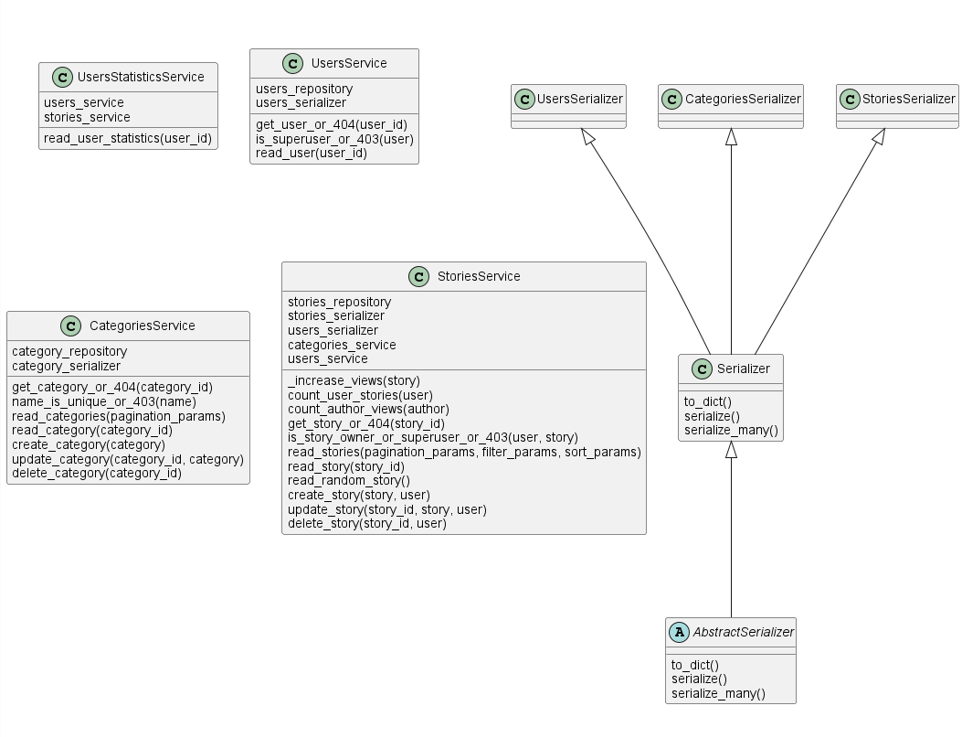 C UsersStatisticsService
users_service
stories_service
read_user_statistics(user_id)
C UsersService
users_repository
users_serializer
get_user_or_404(user_id)
is_superuser_or_403(user)
read_user(user_id)
C UsersSerializer
C CategoriesSerializer
C StoriesSerializer
C CategoriesService
category_repository
category_serializer
get_category_or_404(category_id)
name_is_unique_or_403(name)
read_categories(pagination_params)
read_category(category_id)
create_category(category)
update_category(category_id, category)
delete_category(category_id)
C StoriesService
stories_repository
stories_serializer
users_serializer
categories_service
users_service
_increase_views(story)
count_user_stories(user)
count_author_views(author)
get_story_or_404(story_id)
is_story_owner_or_superuser_or_403(user, story)
read_stories(pagination_params, filter_params, sort_params)
read_story(story_id)
read_random_story()
create_story(story, user)
update_story(story_id, story, user)
delete_story(story_id, user)
C Serializer
to_dict()
serialize()
serialize_many()
A AbstractSerializer
to_dict()
serialize()
serialize_many()